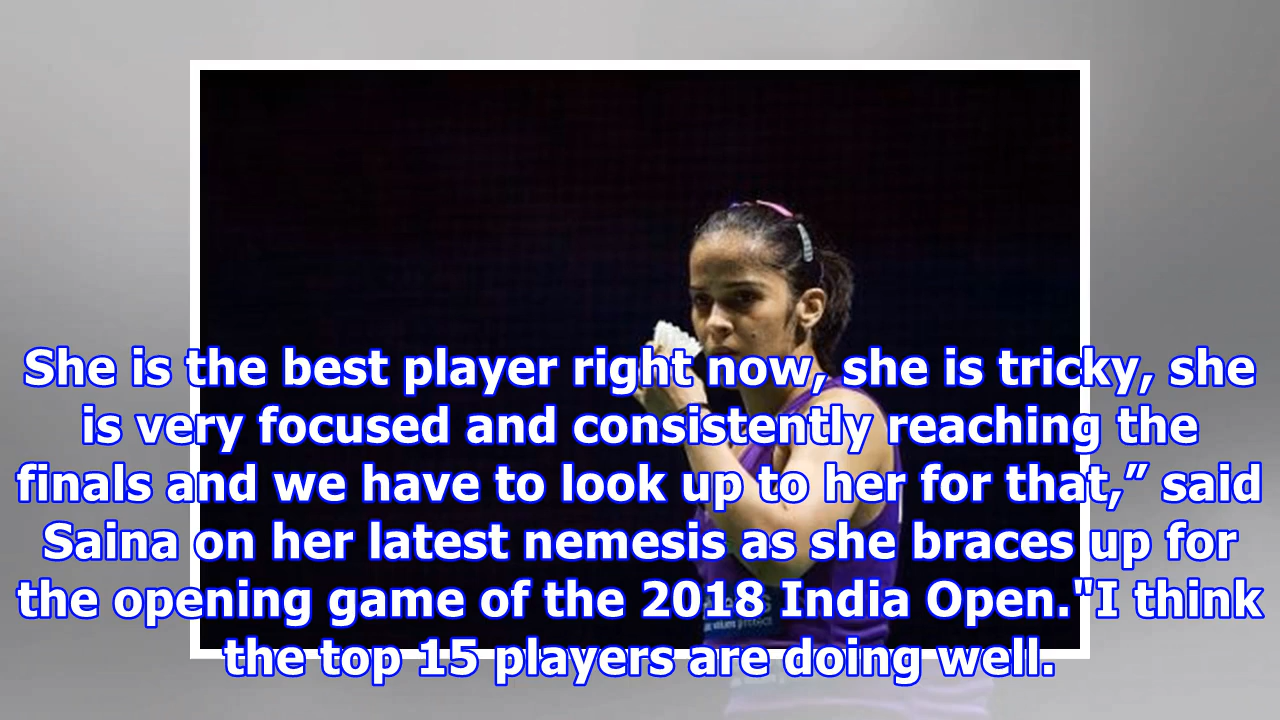 She is the best player right now, she is tricky, she
is very focused and consistently reaching the
finals and we have to look up to her for that,” said
Saina on her latest nemesis as she braces up for
the opening game of the 2018 India Open."I think
the top 15 players are doing well.